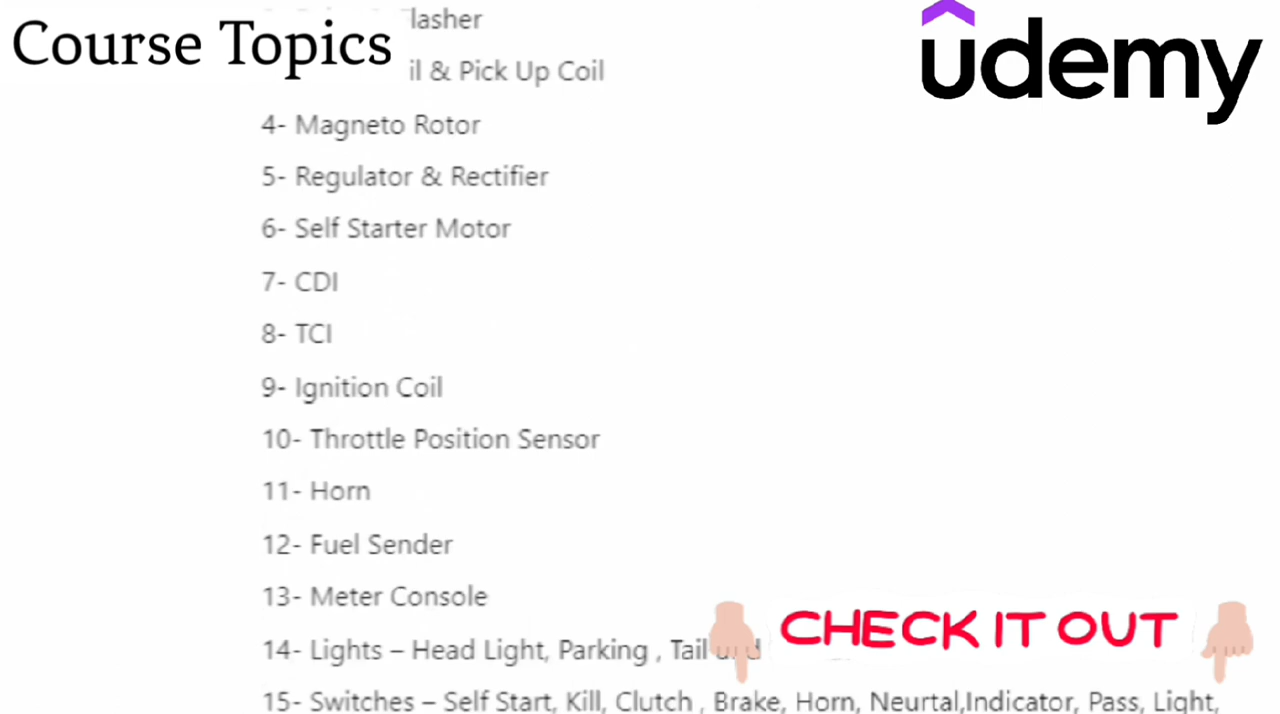 Course Topics
lasher
il & Pick Up Coil
4- Magneto Rotor
5- Regulator & Rectifier
6- Self Starter Motor
7- CDI
8- TCI
9- Ignition Coil
10- Throttle Position Sensor
11- Horn
12- Fuel Sender
13- Meter Console
14- Lights – Head Light, Parking , Tail
15- Switches – Self Start, Kill, Clutch , Brake, Horn, Neurtal,Indicator, Pass, Light,
udemy
CHECK IT OUT